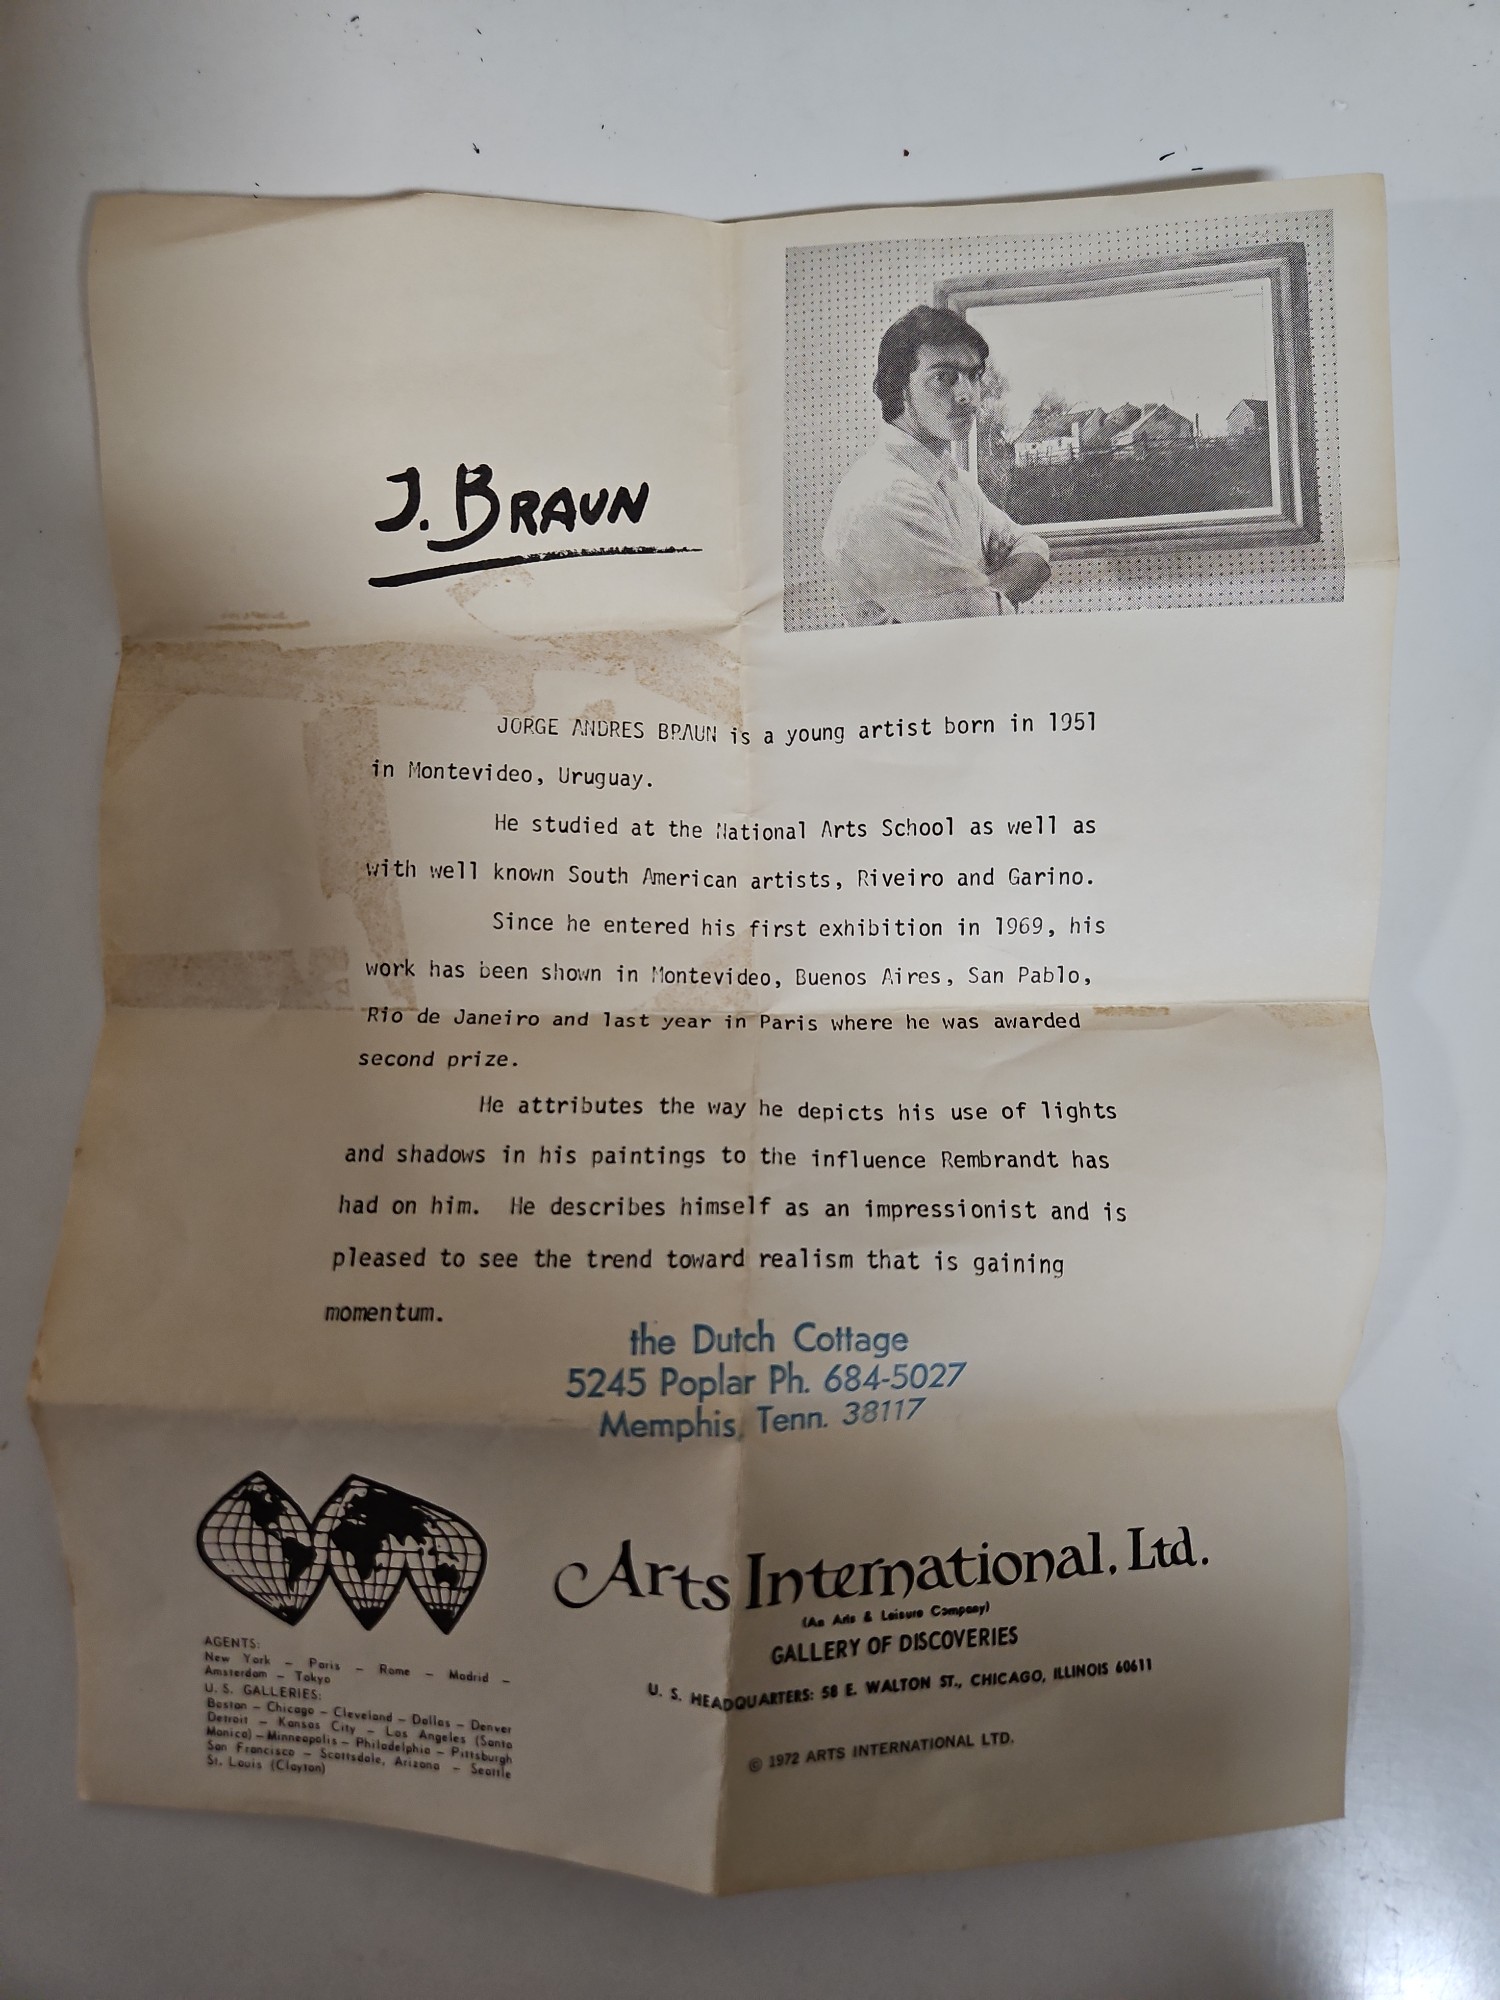 J. BRAUN
JORGE ANDRES BRAUN is a young artist born in 1951
in Montevideo, Uruguay.
He studied at the National Arts School as well as
with well known South American artists, Riveiro and Garino.
Since he entered his first exhibition in 1969, his
work has been shown in Montevideo, Buenos Aires, San Pablo,
Rio de Janeiro and last year in Paris where he was awarded
second prize.
He attributes the way he depicts his use of lights
and shadows in his paintings to the influence Rembrandt has
had on him. He describes himself as an impressionist and is
pleased to see the trend toward realism that is gaining
momentum.
the Dutch Cottage
5245 Poplar Ph. 684-5027
Memphis, Tenn. 38117
Arts International, Ltd.
(An Arts & Leisure Company)
GALLERY OF DISCOVERIES
U. S. HEADQUARTERS: 58 E. WALTON ST., CHICAGO, ILLINOIS 60611
© 1972 ARTS INTERNATIONAL LTD.
AGENTS:
New York – Paris – Rome – Madrid –
Amsterdam – Tokyo
U. S. GALLERIES:
Boston – Chicago – Cleveland – Dallas – Denver
Detroit – Kansas City – Los Angeles (Santa
Monica) – Minneapolis – Philadelphia – Pittsburgh
San Francisco – Scottsdale, Arizona – Seattle
St. Louis (Clayton)